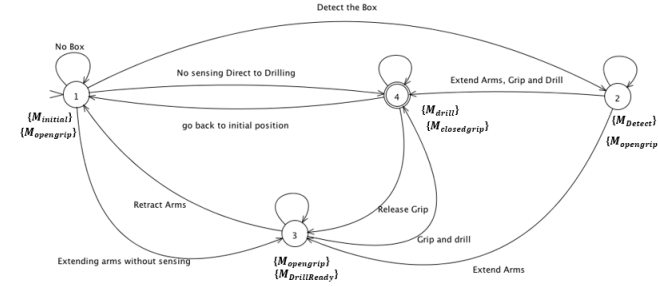 Detect the Box
No Box
No sensing Direct to Drilling
Extend Arms, Grip and Drill
1
4
2
{M_initial}
{M_opengrip}
{M_drill}
{M_closedgrip}
{M_Detect}
{M_opengrip
go back to initial position
Retract Arms
Release Grip
3
Grip and drill
Extending arms without sensing
{M_opengrip}
{M_DrillReady}
Extend Arms